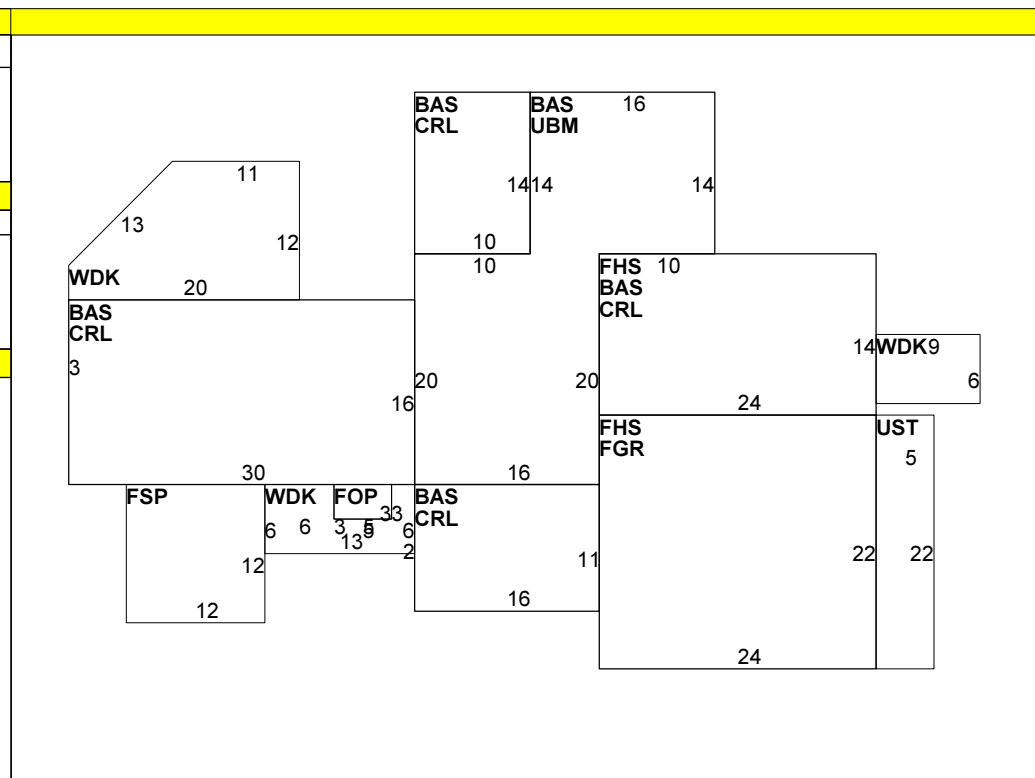 BAS BAS 16
CRL UBM
11
14 14 14
13
12
10
10
WDK
20
FHS 10
BAS
CRL
BAS
CRL
14 WDK 9
3
20 20 6
16
24
FHS UST
FGR
5
30 16
FSP WDK FOP BAS
CRL
33
6 6 3 5 6
13
2
11 22 22
12
16
12
24